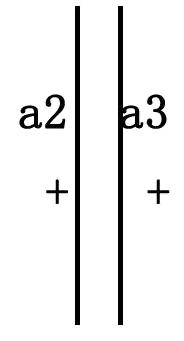 a2 a3
+ +